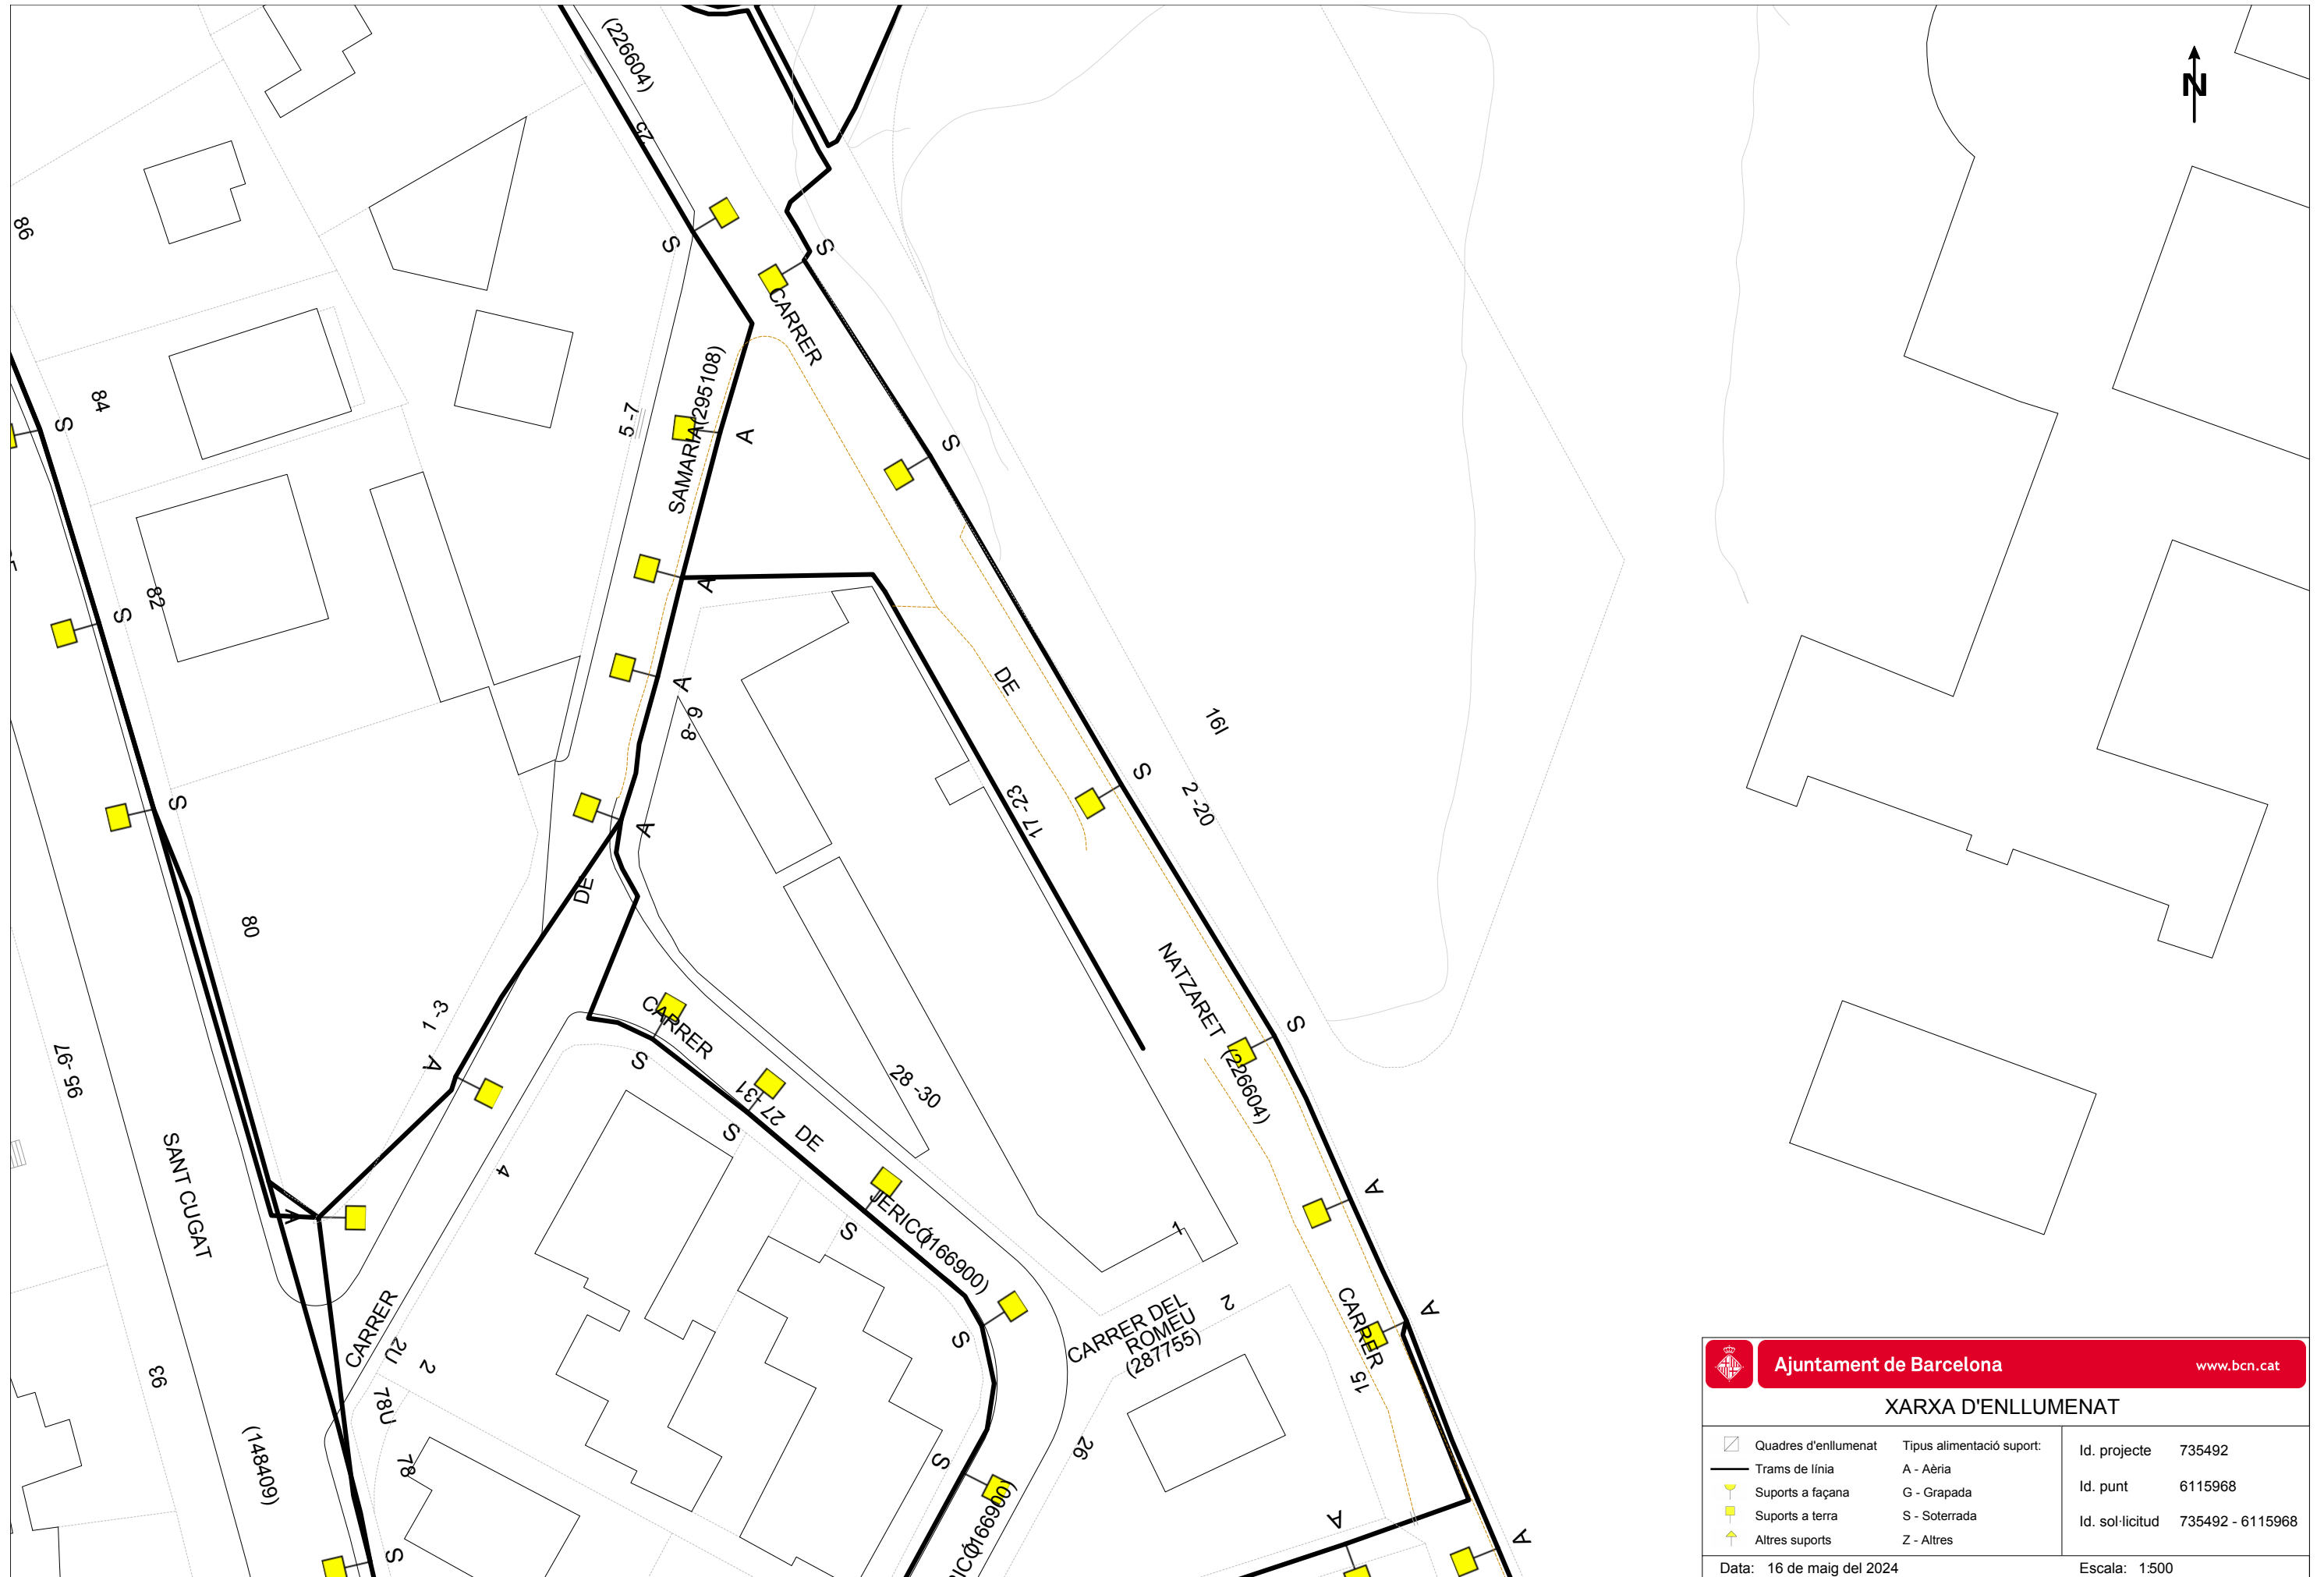 (226604)
25
N
86
S
S
CARRER
84
S
5 -7
SAMARIA(295108)
A
S
82
S
A
DE
A
8- 9
16I
S
2 -20
17 -23
S
A
80
DE
NATZARET
(226604)
S
1 -3
A
CARRER
S
95 -97
28 -30
27 -31
DE
S
SANT CUGAT
4
A
JERICÓ(166900)
S
1
A
CARRER
2U
2
78U
CARRER DEL
ROMEU
(287755)
2
S
CARRER
A
15
93
26
(148409)
78
S
(166900)
A
A
S
Ajuntament de Barcelona
www.bcn.cat
XARXA D'ENLLUMENAT
Quadres d'enllumenat
Tipus alimentació suport:
Trams de línia
A - Aèria
Suports a façana
G - Grapada
Suports a terra
S - Soterrada
Altres suports
Z - Altres
Id. projecte 735492
Id. punt 6115968
Id. sol·licitud 735492 - 6115968
Data: 16 de maig del 2024
Escala: 1:500